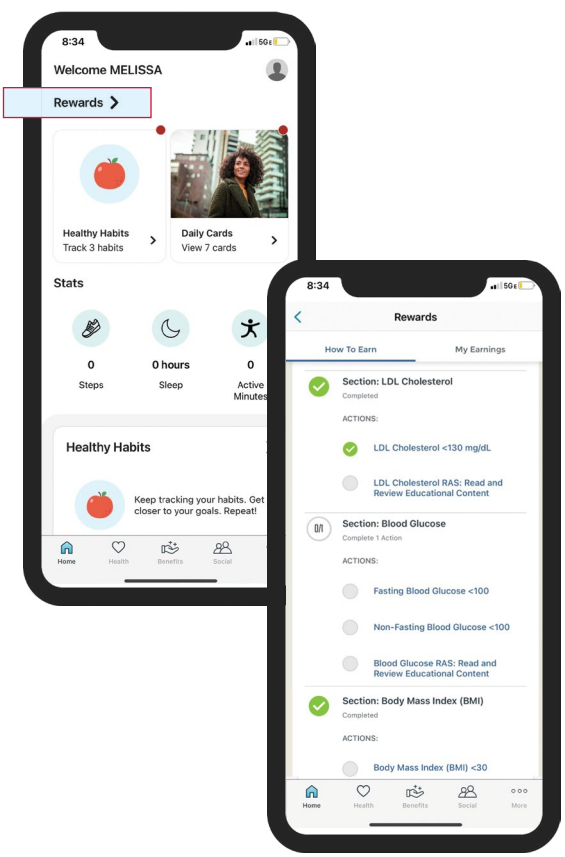 8:34
5G E
Welcome MELISSA
Rewards
Healthy Habits
Track 3 habits
Daily Cards
View 7 cards
Stats
0
Steps
0 hours
Sleep
0
Active
Minutes
Healthy Habits
Keep tracking your habits. Get
closer to your goals. Repeat!
Home
Health
Benefits
Social
8:34
5G E
Rewards
How To Earn
My Earnings
Section: LDL Cholesterol
Completed
ACTIONS:
LDL Cholesterol <130 mg/dL
LDL Cholesterol RAS: Read and
Review Educational Content
0/1
Section: Blood Glucose
Complete 1 Action
ACTIONS:
Fasting Blood Glucose <100
Non-Fasting Blood Glucose <100
Blood Glucose RAS: Read and
Review Educational Content
Section: Body Mass Index (BMI)
Completed
ACTIONS:
Body Mass Index (BMI) <30
Home
Health
Benefits
Social
More